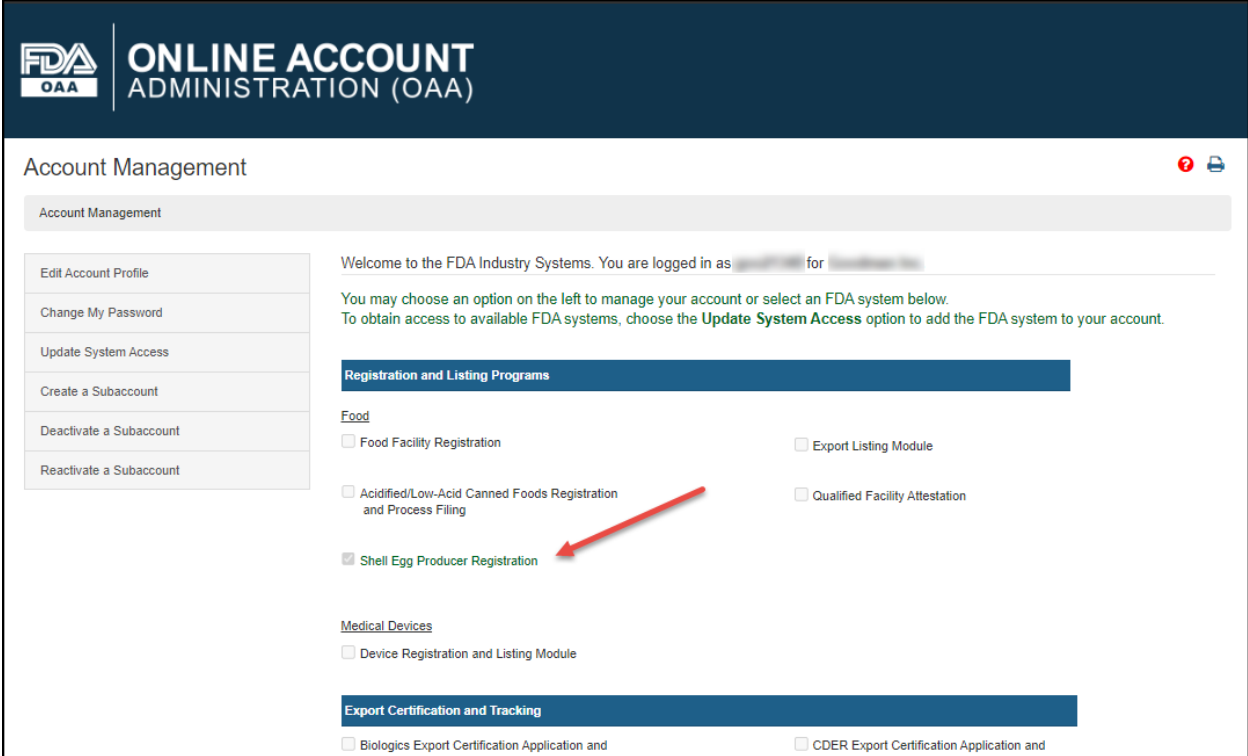 FDA
OAA
ONLINE ACCOUNT
ADMINISTRATION (OAA)
Account Management
?
Account Management
Edit Account Profile
Change My Password
Update System Access
Create a Subaccount
Deactivate a Subaccount
Reactivate a Subaccount
Welcome to the FDA Industry Systems. You are logged in as for
You may choose an option on the left to manage your account or select an FDA system below.
To obtain access to available FDA systems, choose the Update System Access option to add the FDA system to your account.
Registration and Listing Programs
Food
Food Facility Registration
Export Listing Module
Acidified/Low-Acid Canned Foods Registration
and Process Filing
Qualified Facility Attestation
Shell Egg Producer Registration
Medical Devices
Device Registration and Listing Module
Export Certification and Tracking
Biologics Export Certification Application and
CDER Export Certification Application and